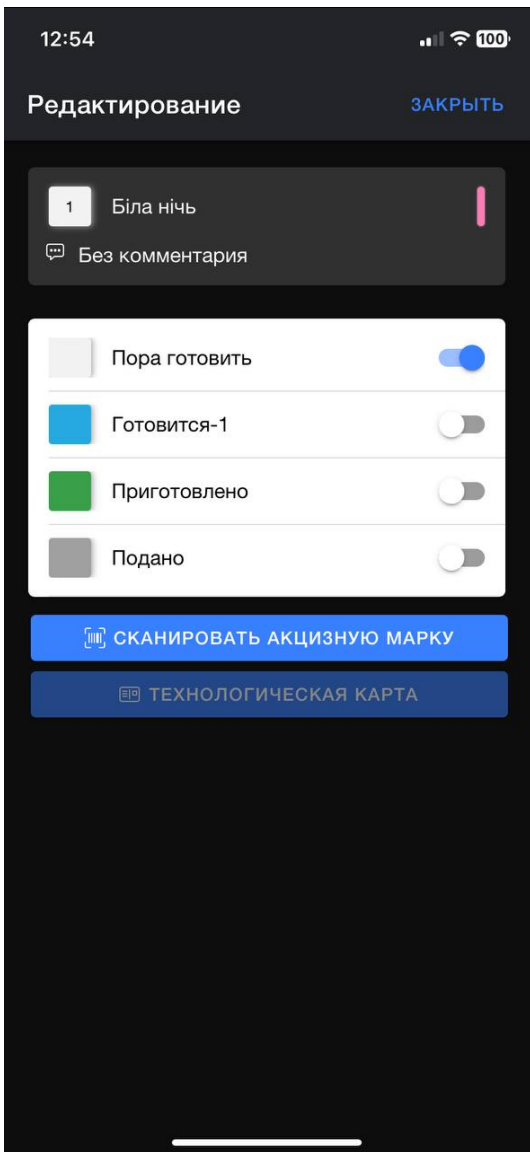 12:54
100
Редактирование
ЗАКРЫТЬ
1
Біла нічь
Без комментария
Пора готовить
Готовится-1
Приготовлено
Подано
СКАНИРОВАТЬ АКЦИЗНУЮ МАРКУ
ТЕХНОЛОГИЧЕСКАЯ КАРТА